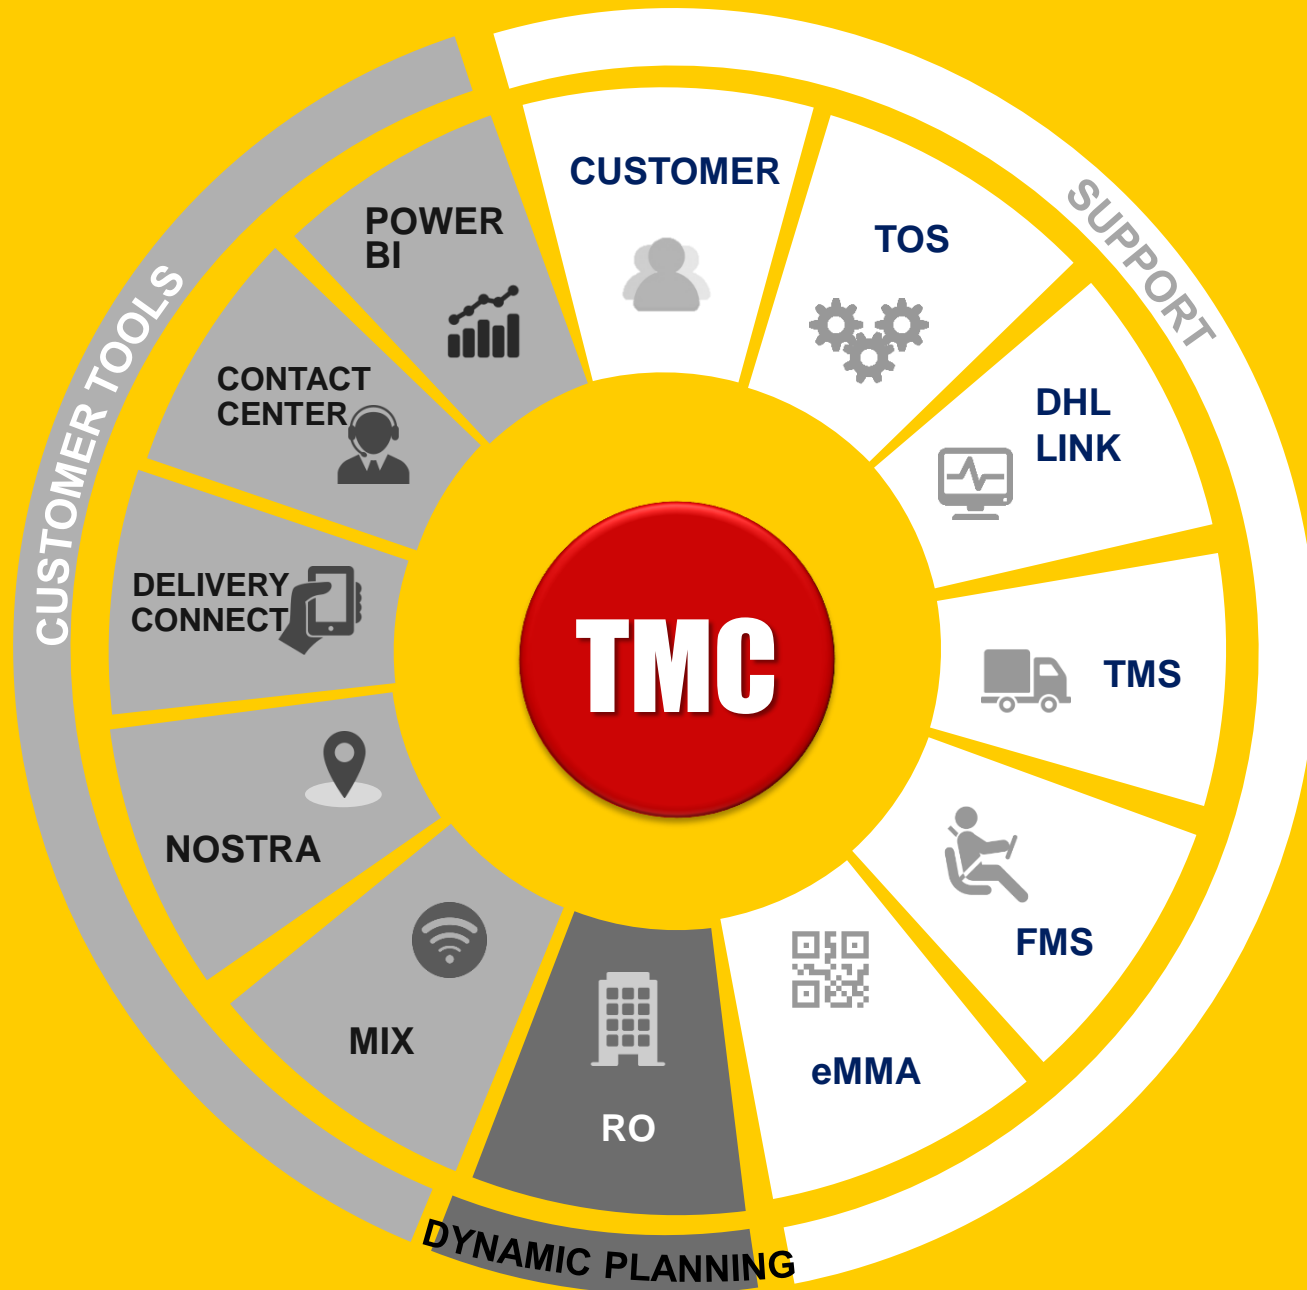 CUSTOMER
TOS
SUPPORT
DHL
LINK
TMS
FMS
eMMA
RO
DYNAMIC PLANNING
MIX
NOSTRA
DELIVERY
CONNECT
CONTACT
CENTER
POWER
BI
CUSTOMER TOOLS
TMC